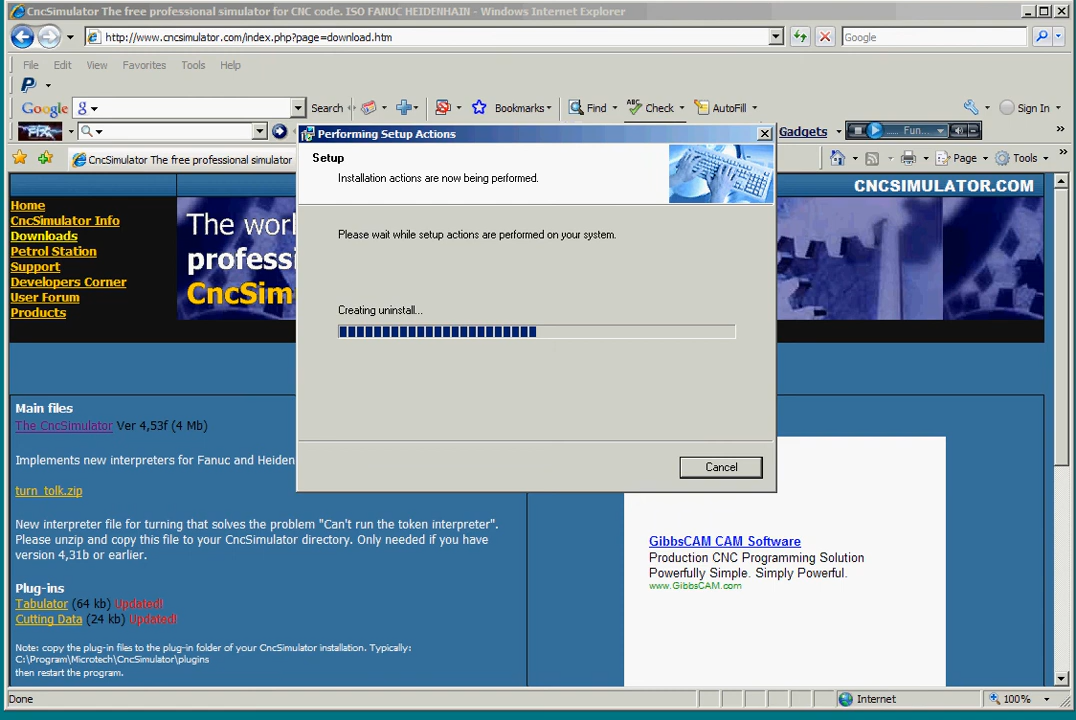 CncSimulator The free professional simulator for CNC code. ISO FANUC HEIDENHAIN - Windows Internet Explorer
http://www.cncsimulator.com/index.php?page=download.htm
Google
File Edit View Favorites Tools Help
Google Search Bookmarks Find Check AutoFill Sign In
Gadgets Fun...
CncSimulator The free professional simulator
Page Tools
Performing Setup Actions
Setup
Installation actions are now being performed.
Please wait while setup actions are performed on your system.
Creating uninstall...
Cancel
CNCSIMULATOR.COM
Home
CncSimulator Info
Downloads
Petrol Station
Support
Developers Corner
User Forum
Products
The worl
professi
CncSim
Main files
The CncSimulator Ver 4,53f (4 Mb)
Implements new interpreters for Fanuc and Heiden
turn_tolk.zip
New interpreter file for turning that solves the problem "Can't run the token interpreter".
Please unzip and copy this file to your CncSimulator directory. Only needed if you have
version 4,31b or earlier.
Plug-ins
Tabulator (64 kb) Updated!
Cutting Data (24 kb) Updated!
Note: copy the plug-in files to the plug-in folder of your CncSimulator installation. Typically:
C:\Program\Microtech\CncSimulator\plugins
then restart the program.
GibbsCAM CAM Software
Production CNC Programming Solution
Powerfully Simple. Simply Powerful.
www.GibbsCAM.com
Done
Internet
100%